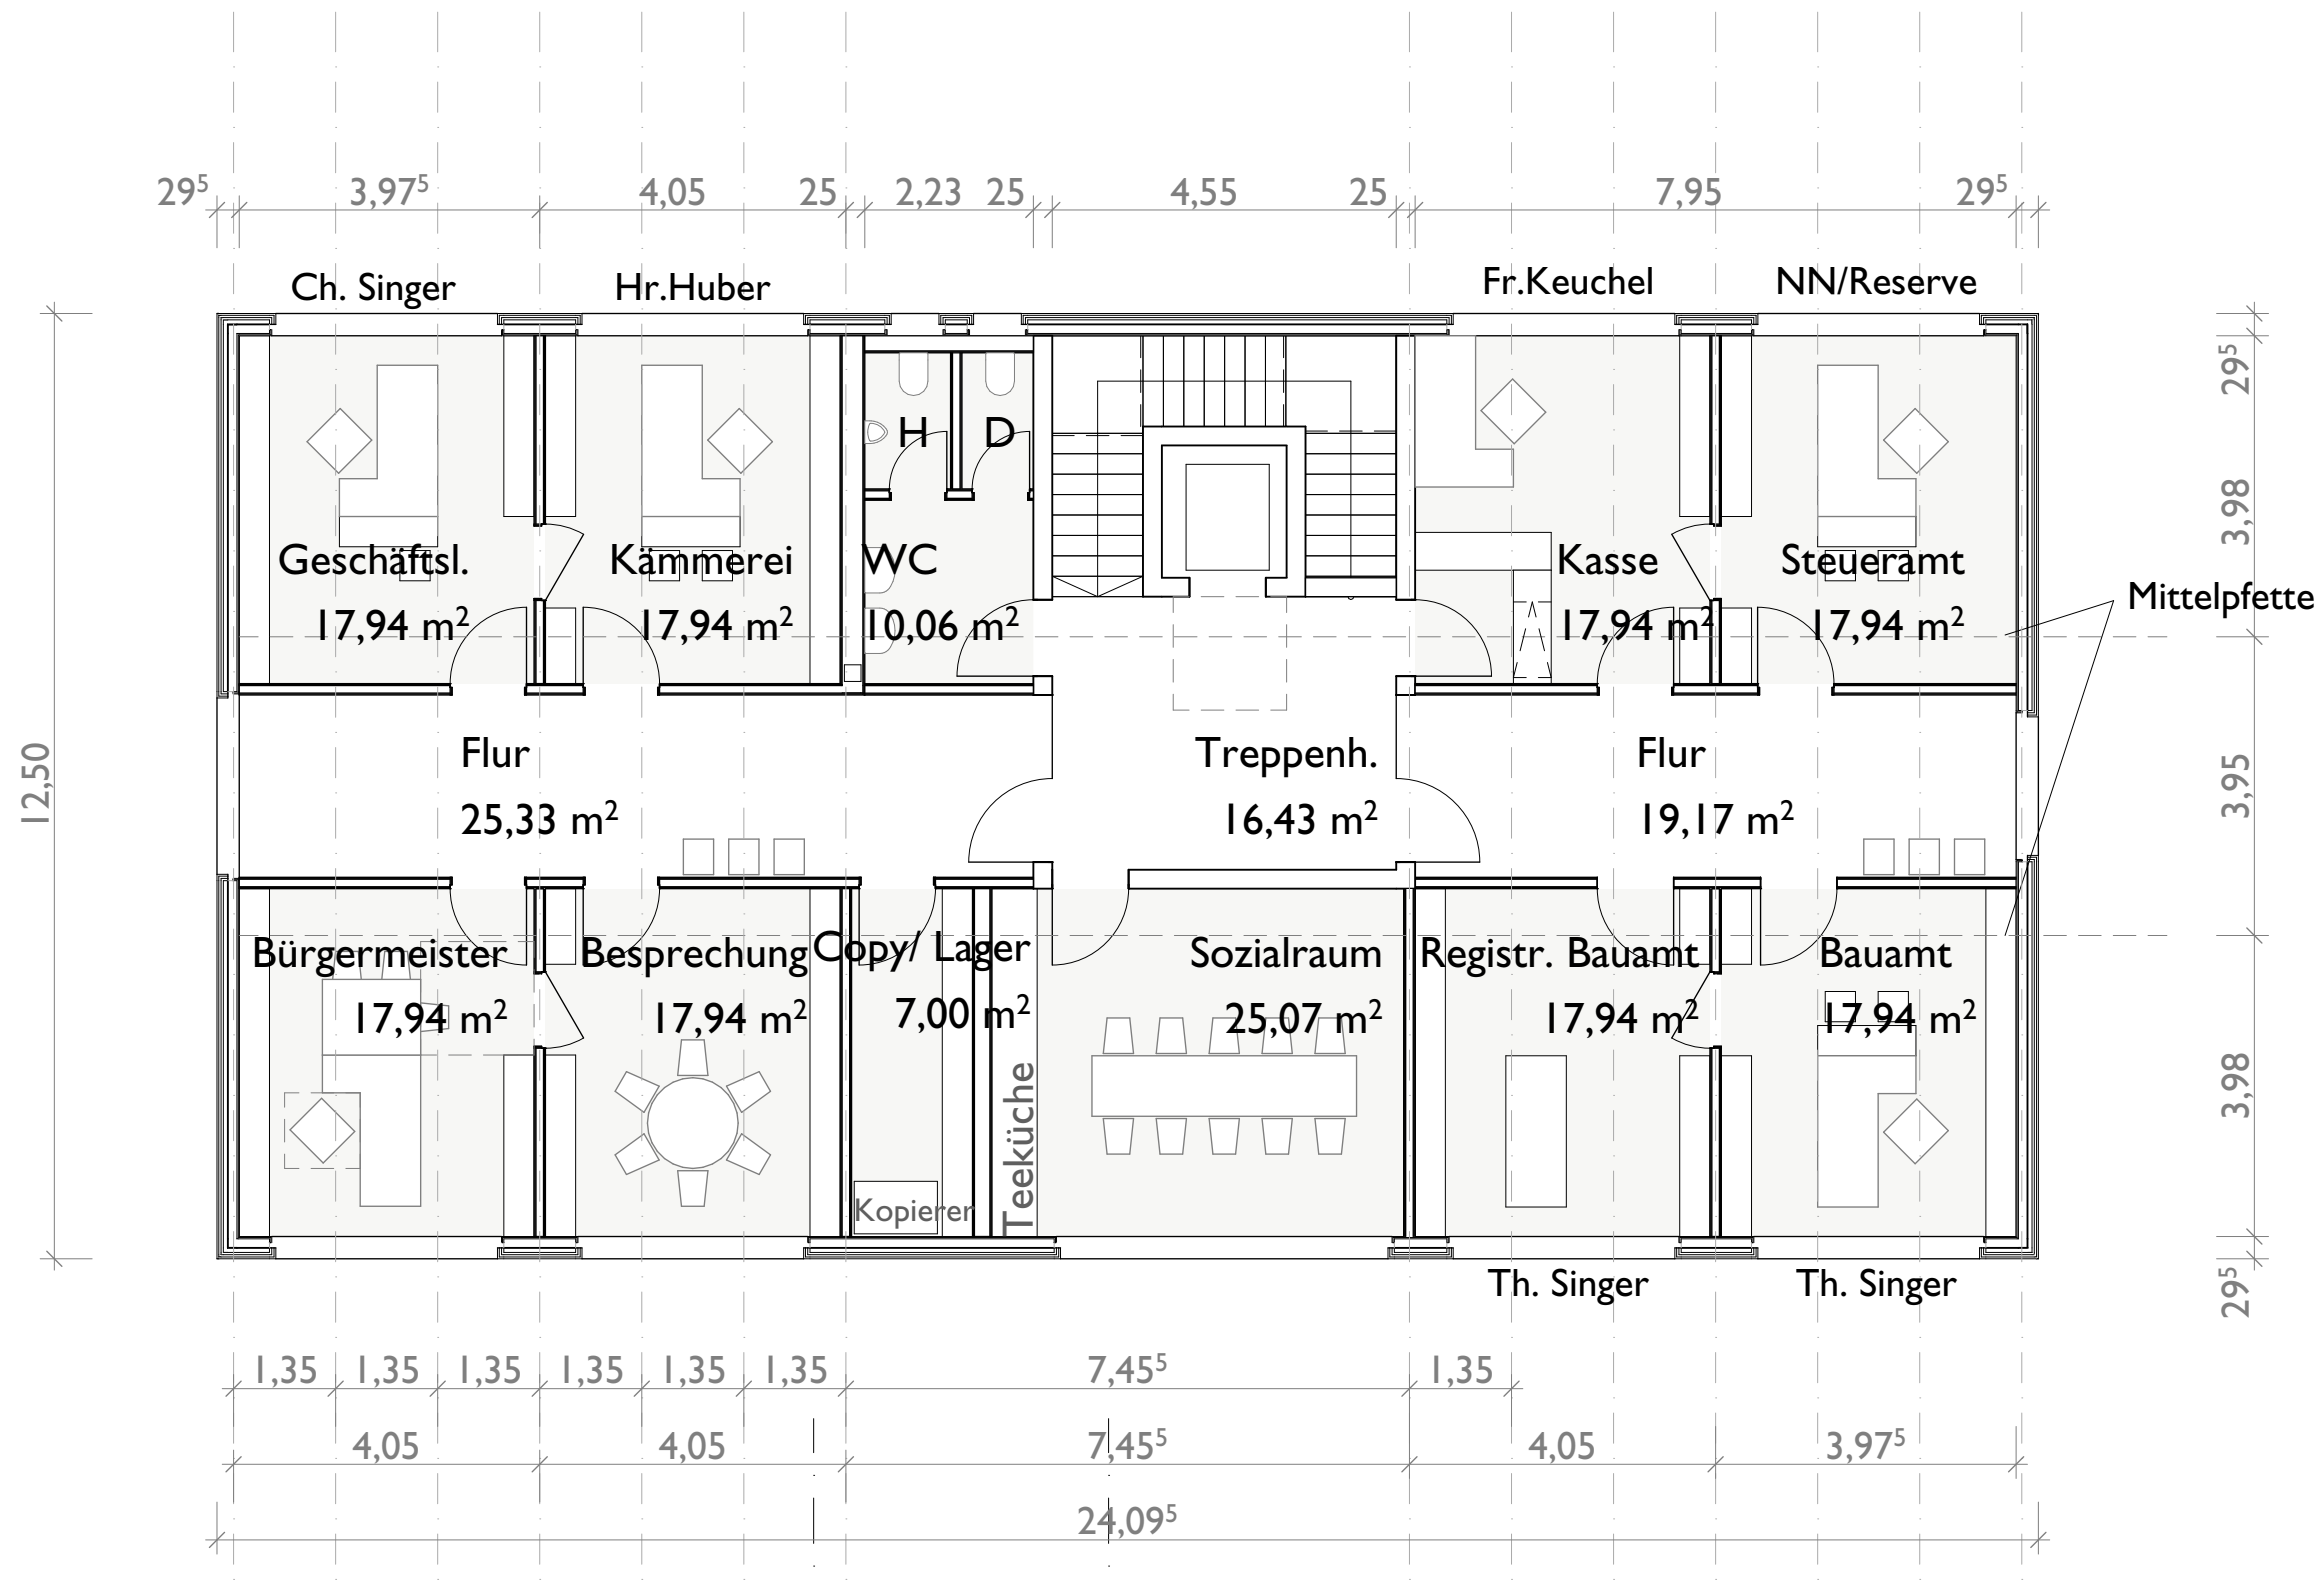 29⁵ 3,97⁵ 4,05 25 2,23 25 4,55 25 7,95 29⁵
Ch. Singer Hr.Huber Fr.Keuchel NN/Reserve
29⁵
H D
3,98
Geschäftsl. Kämmerei WC Kasse Steueramt
Mittelpfette
17,94 m² 17,94 m² 10,06 m² 17,94 m² 17,94 m²
Flur Treppenh. Flur
12,50
3,95
25,33 m² 16,43 m² 19,17 m²
Bürgermeister Besprechung Copy/ Lager Sozialraum Registr. Bauamt Bauamt
17,94 m² 17,94 m² 7,00 m² 25,07 m² 17,94 m² 17,94 m²
3,98
Teeküche
Kopierer
Th. Singer Th. Singer
29⁵
1,35 1,35 1,35 1,35 1,35 1,35 7,45⁵ 1,35
4,05 4,05 7,45⁵ 4,05 3,97⁵
24,09⁵